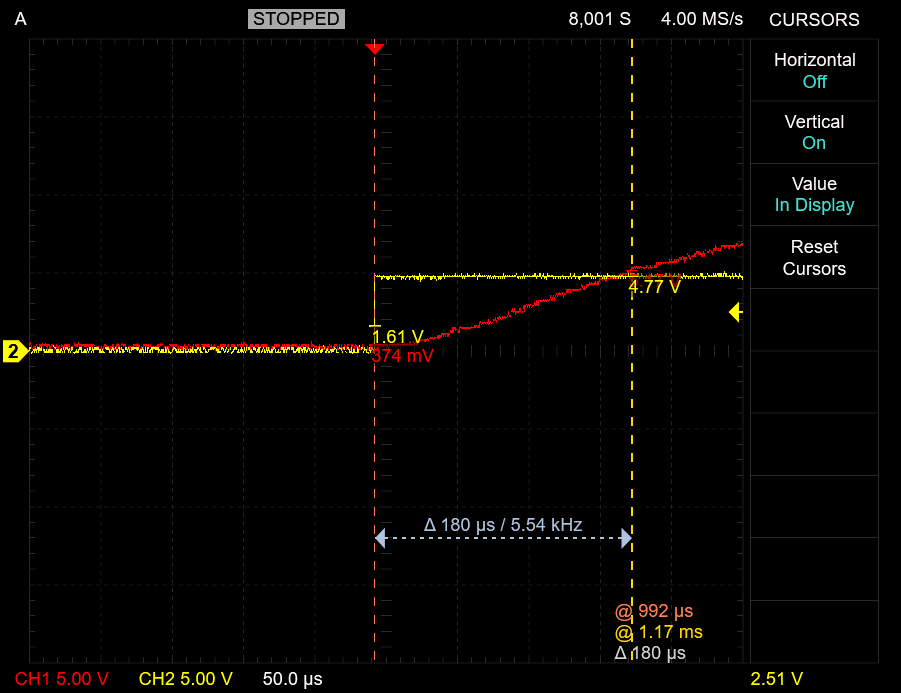 A STOPPED 8,001 S 4.00 MS/s CURSORS
Horizontal
Off
Vertical
On
Value
In Display
Reset
Cursors
4.77 V
1.61 V
2
374 mV
Δ 180 µs / 5.54 kHz
@ 992 µs
@ 1.17 ms
Δ 180 µs
CH1 5.00 V CH2 5.00 V 50.0 µs 2.51 V